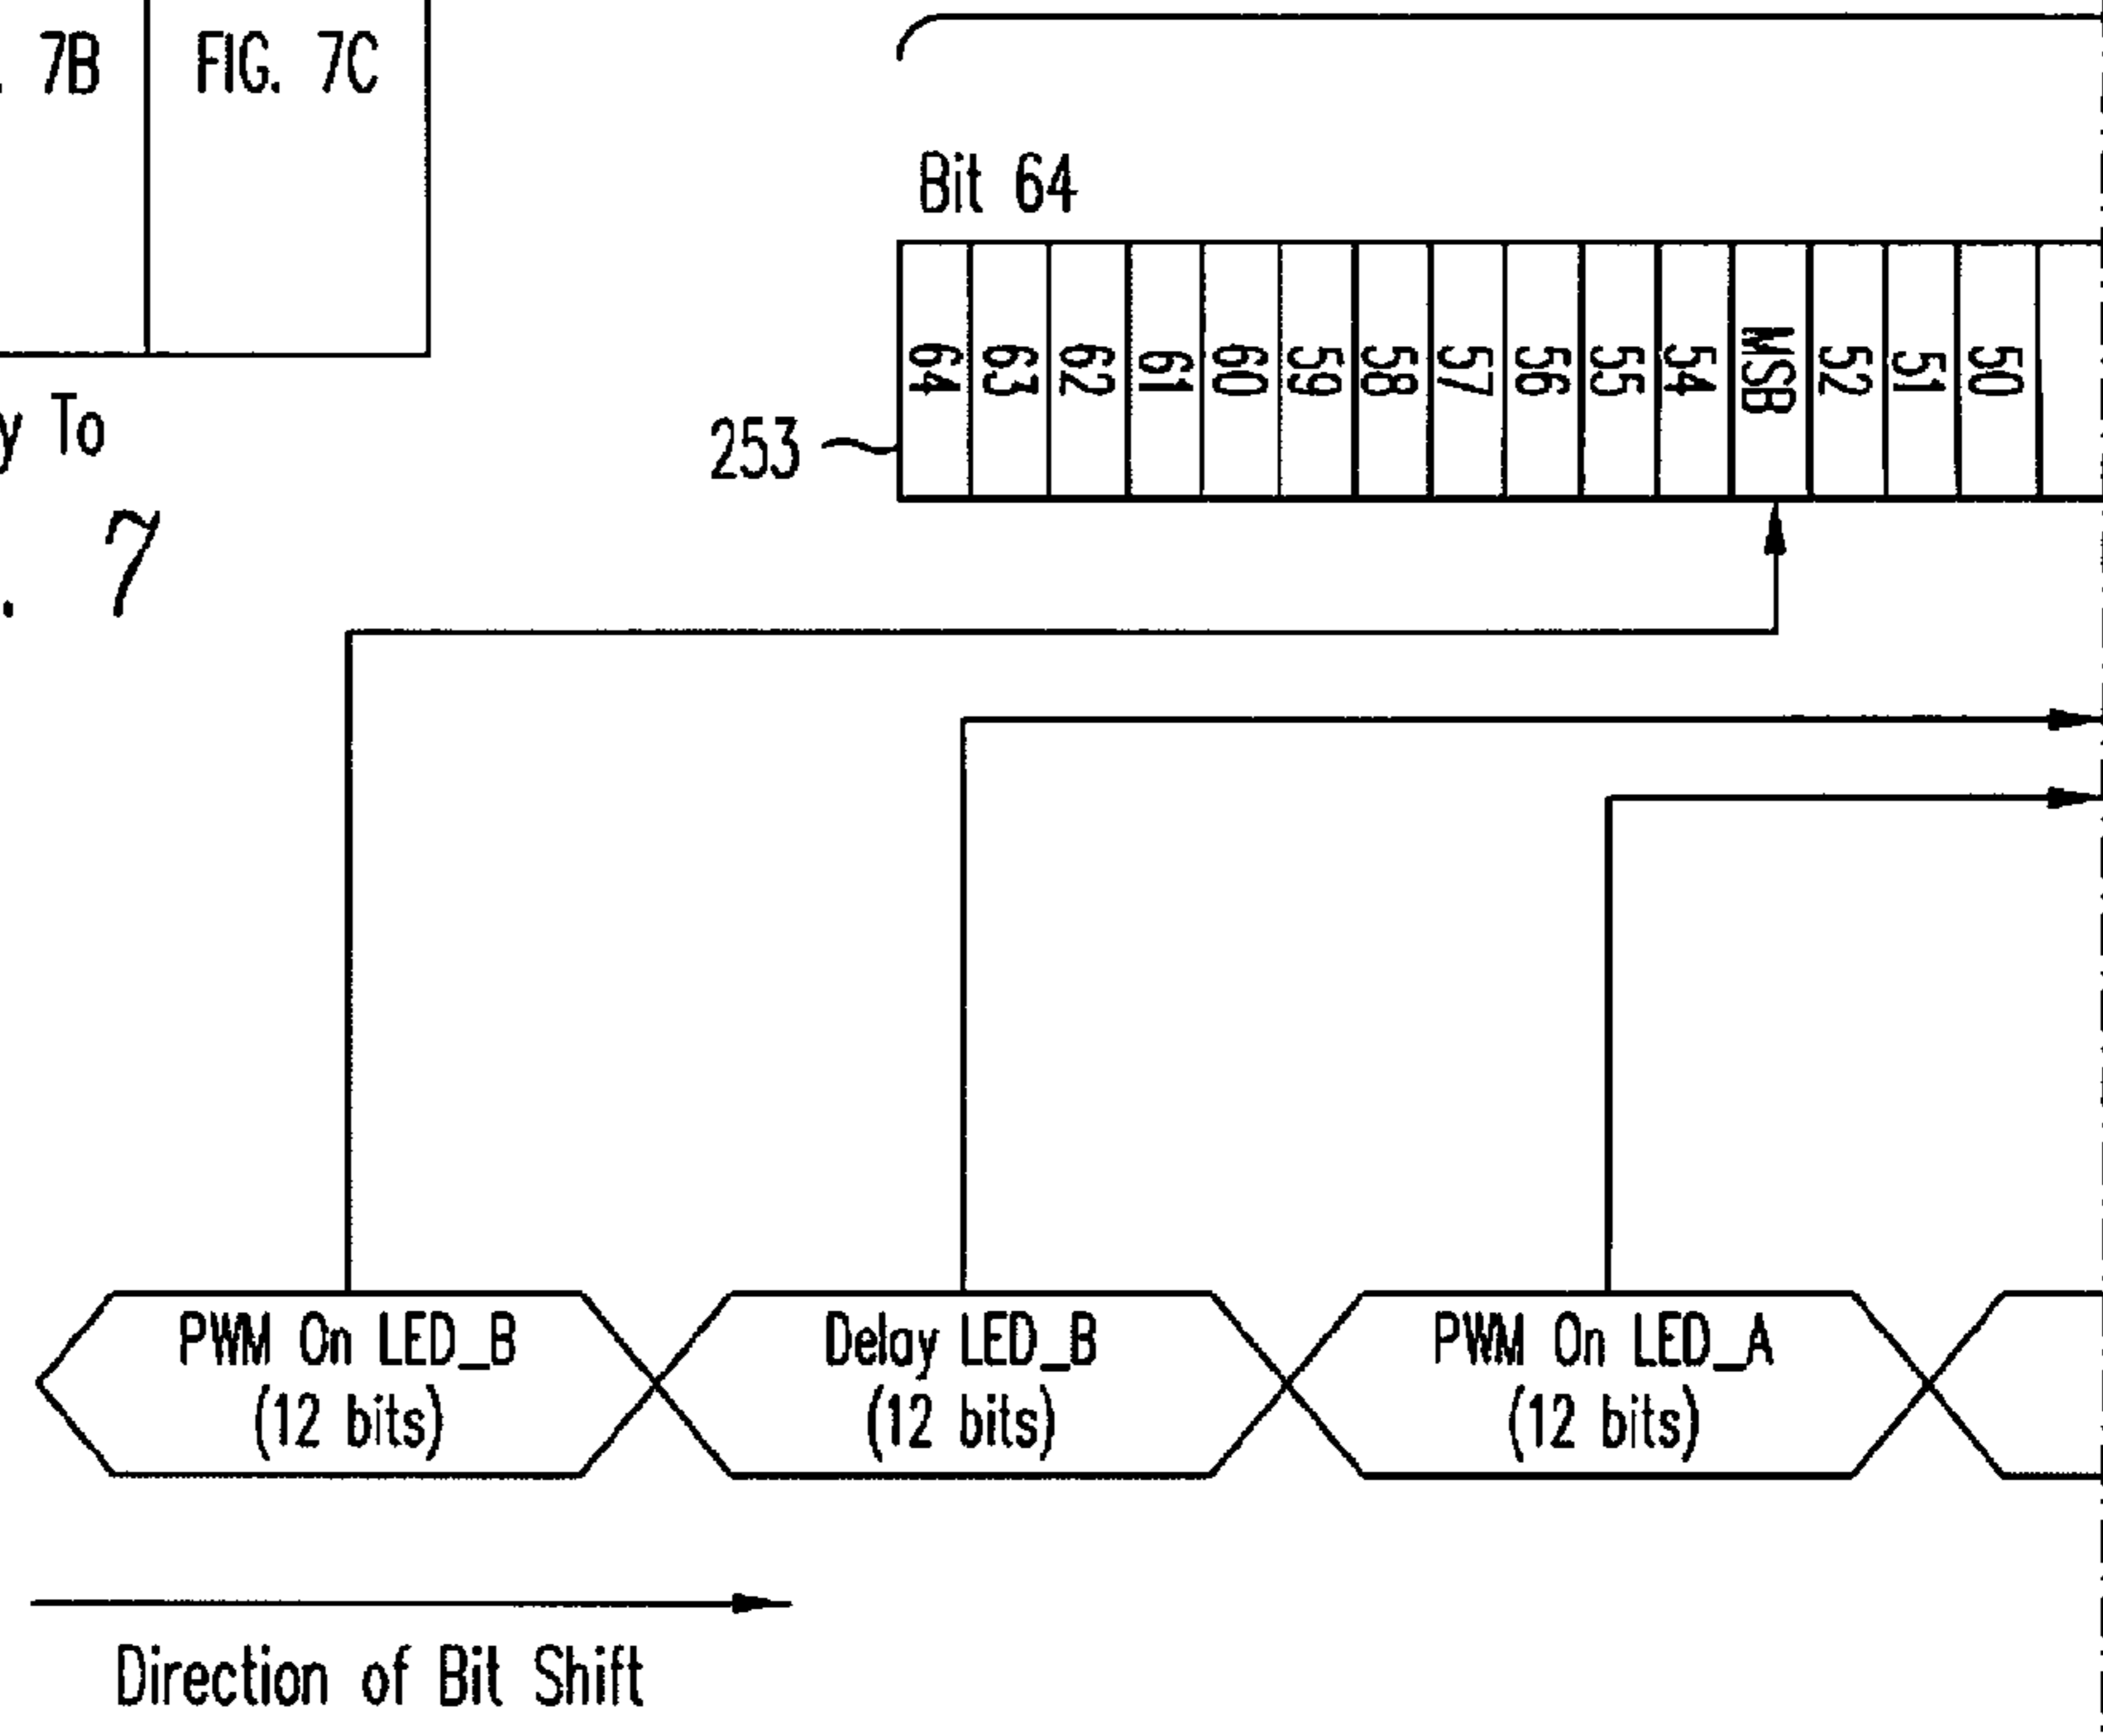 . 7B FIG. 7C
y To
. 7
Bit 64
64 63 62 61 60 59 58 57 56 55 54 MSB 52 51 50
253
PWM On LED_B
(12 bits)
Delay LED_B
(12 bits)
PWM On LED_A
(12 bits)
Direction of Bit Shift